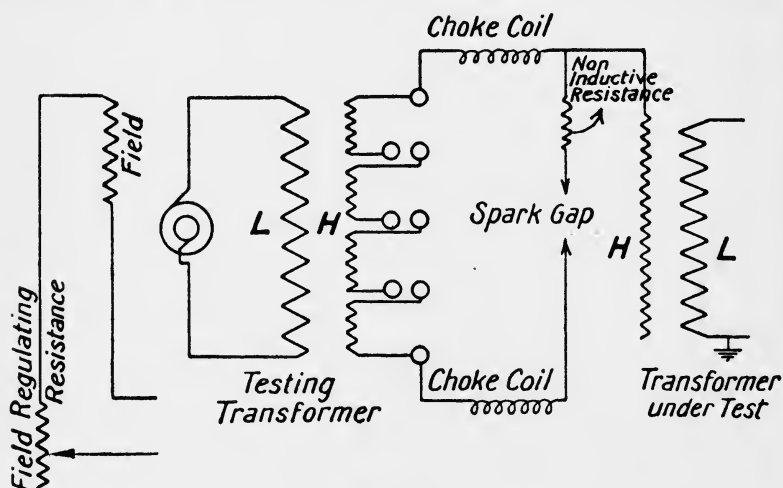 Choke Coil
Non
Inductive
Resistance
Field
L
H
Spark Gap
H
L
Field Regulating
Resistance
Testing
Transformer
Choke Coil
Transformer
under Test